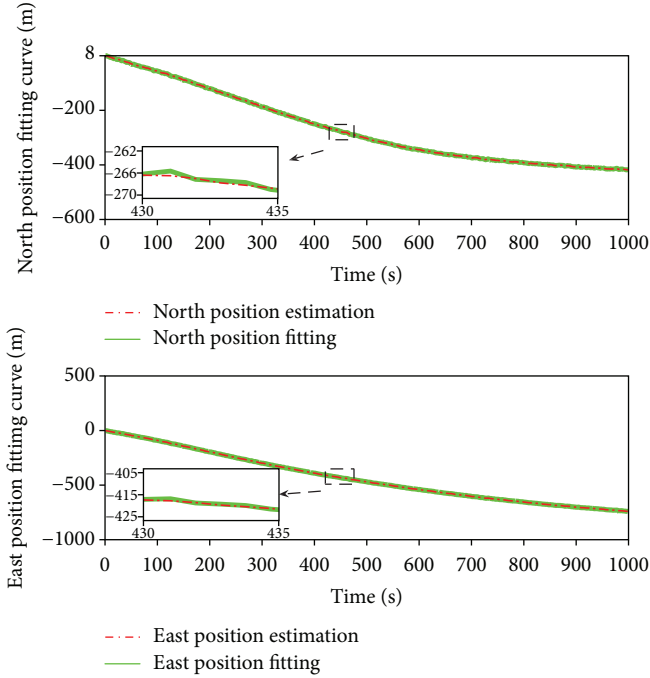 North position fitting curve (m)
8
−200
−400
−600
−262
−266
−270
430
435
0 100 200 300 400 500 600 700 800 900 1000
Time (s)
North position estimation
North position fitting
East position fittimg curve (m)
500
0
−500
−1000
−405
−415
−425
430
435
0 100 200 300 400 500 600 700 800 900 1000
Time (s)
East position estimation
East position fitting